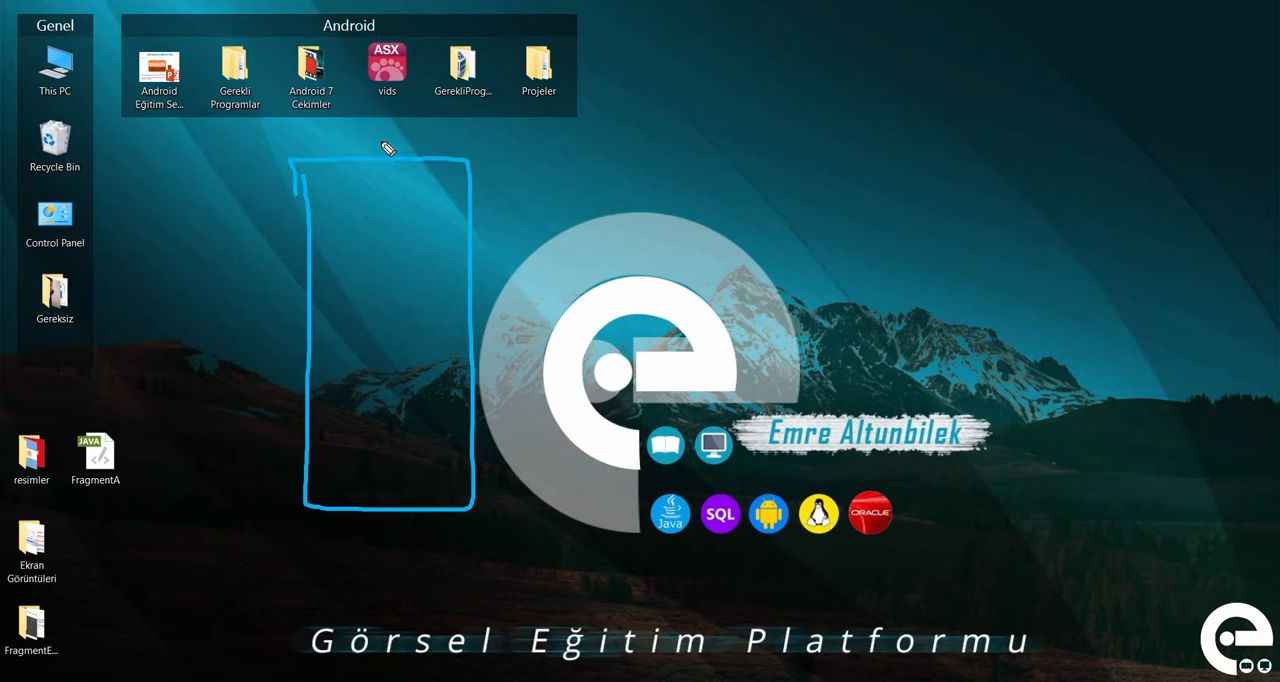 Genel
Android
This PC
Android
Eğitim Se...
Gerekli
Programlar
Android 7
Cekimler
ASX
vids
GerekliProg...
Projeler
Recycle Bin
Control Panel
Gereksiz
resimler
JAVA
FragmentA
Ekran
Görüntüleri
FragmentE...
Emre Altunbilek
Java
SQL
ORACLE
Görsel Eğitim Platformu